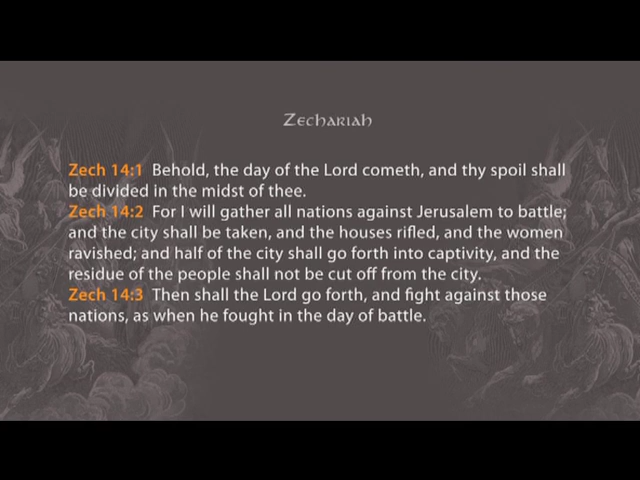 Zechariah
Zech 14:1 Behold, the day of the Lord cometh, and thy spoil shall
be divided in the midst of thee.
Zech 14:2 For I will gather all nations against Jerusalem to battle;
and the city shall be taken, and the houses rifled, and the women
ravished; and half of the city shall go forth into captivity, and the
residue of the people shall not be cut off from the city.
Zech 14:3 Then shall the Lord go forth, and fight against those
nations, as when he fought in the day of battle.